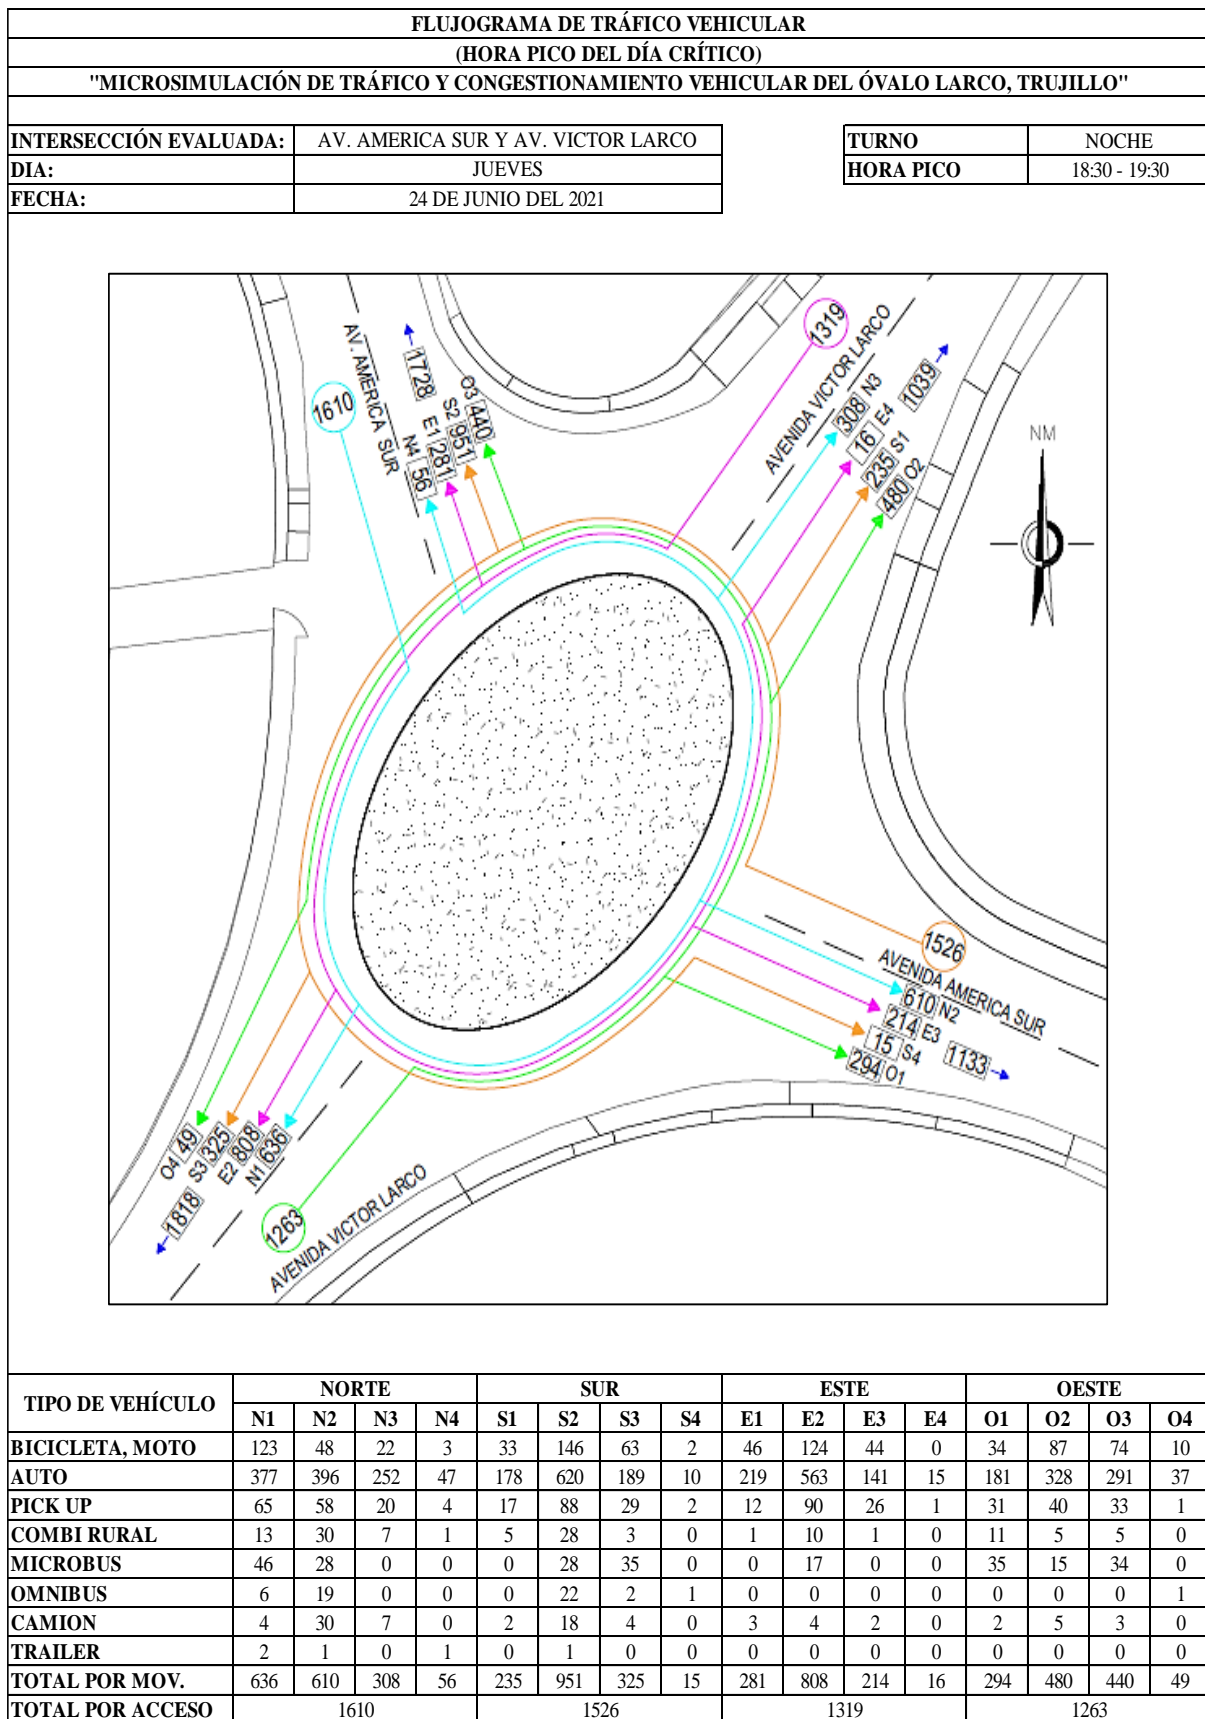 FLUJOGRAMA DE TRÁFICO VEHICULAR
(HORA PICO DEL DÍA CRÍTICO)
"MICROSIMULACIÓN DE TRÁFICO Y CONGESTIONAMIENTO VEHICULAR DEL ÓVALO LARCO, TRUJILLO"
INTERSECCIÓN EVALUADA: AV. AMERICA SUR Y AV. VICTOR LARCO
DIA: JUEVES
FECHA: 24 DE JUNIO DEL 2021
TURNO NOCHE
HORA PICO 18:30 - 19:30
1610
AV. AMERICA SUR
1728
N4 56
E1 281
S2 951
O3 440
1319
AVENIDA VICTOR LARCO
308 N3
16 E4
235 S1
480 O2
1039
NM
1526
AVENIDA AMERICA SUR
610 N2
214 E3
15 S4
294 O1
1133
O4 49
S3 325
E2 808
N1 636
1818
1263
AVENIDA VICTOR LARCO
TIPO DE VEHÍCULO NORTE SUR ESTE OESTE
N1 N2 N3 N4 S1 S2 S3 S4 E1 E2 E3 E4 O1 O2 O3 O4
BICICLETA, MOTO 123 48 22 3 33 146 63 2 46 124 44 0 34 87 74 10
AUTO 377 396 252 47 178 620 189 10 219 563 141 15 181 328 291 37
PICK UP 65 58 20 4 17 88 29 2 12 90 26 1 31 40 33 1
COMBI RURAL 13 30 7 1 5 28 3 0 1 10 1 0 11 5 5 0
MICROBUS 46 28 0 0 0 28 35 0 0 17 0 0 35 15 34 0
OMNIBUS 6 19 0 0 0 22 2 1 0 0 0 0 0 0 0 1
CAMION 4 30 7 0 2 18 4 0 3 4 2 0 2 5 3 0
TRAILER 2 1 0 1 0 1 0 0 0 0 0 0 0 0 0 0
TOTAL POR MOV. 636 610 308 56 235 951 325 15 281 808 214 16 294 480 440 49
TOTAL POR ACCESO 1610 1526 1319 1263